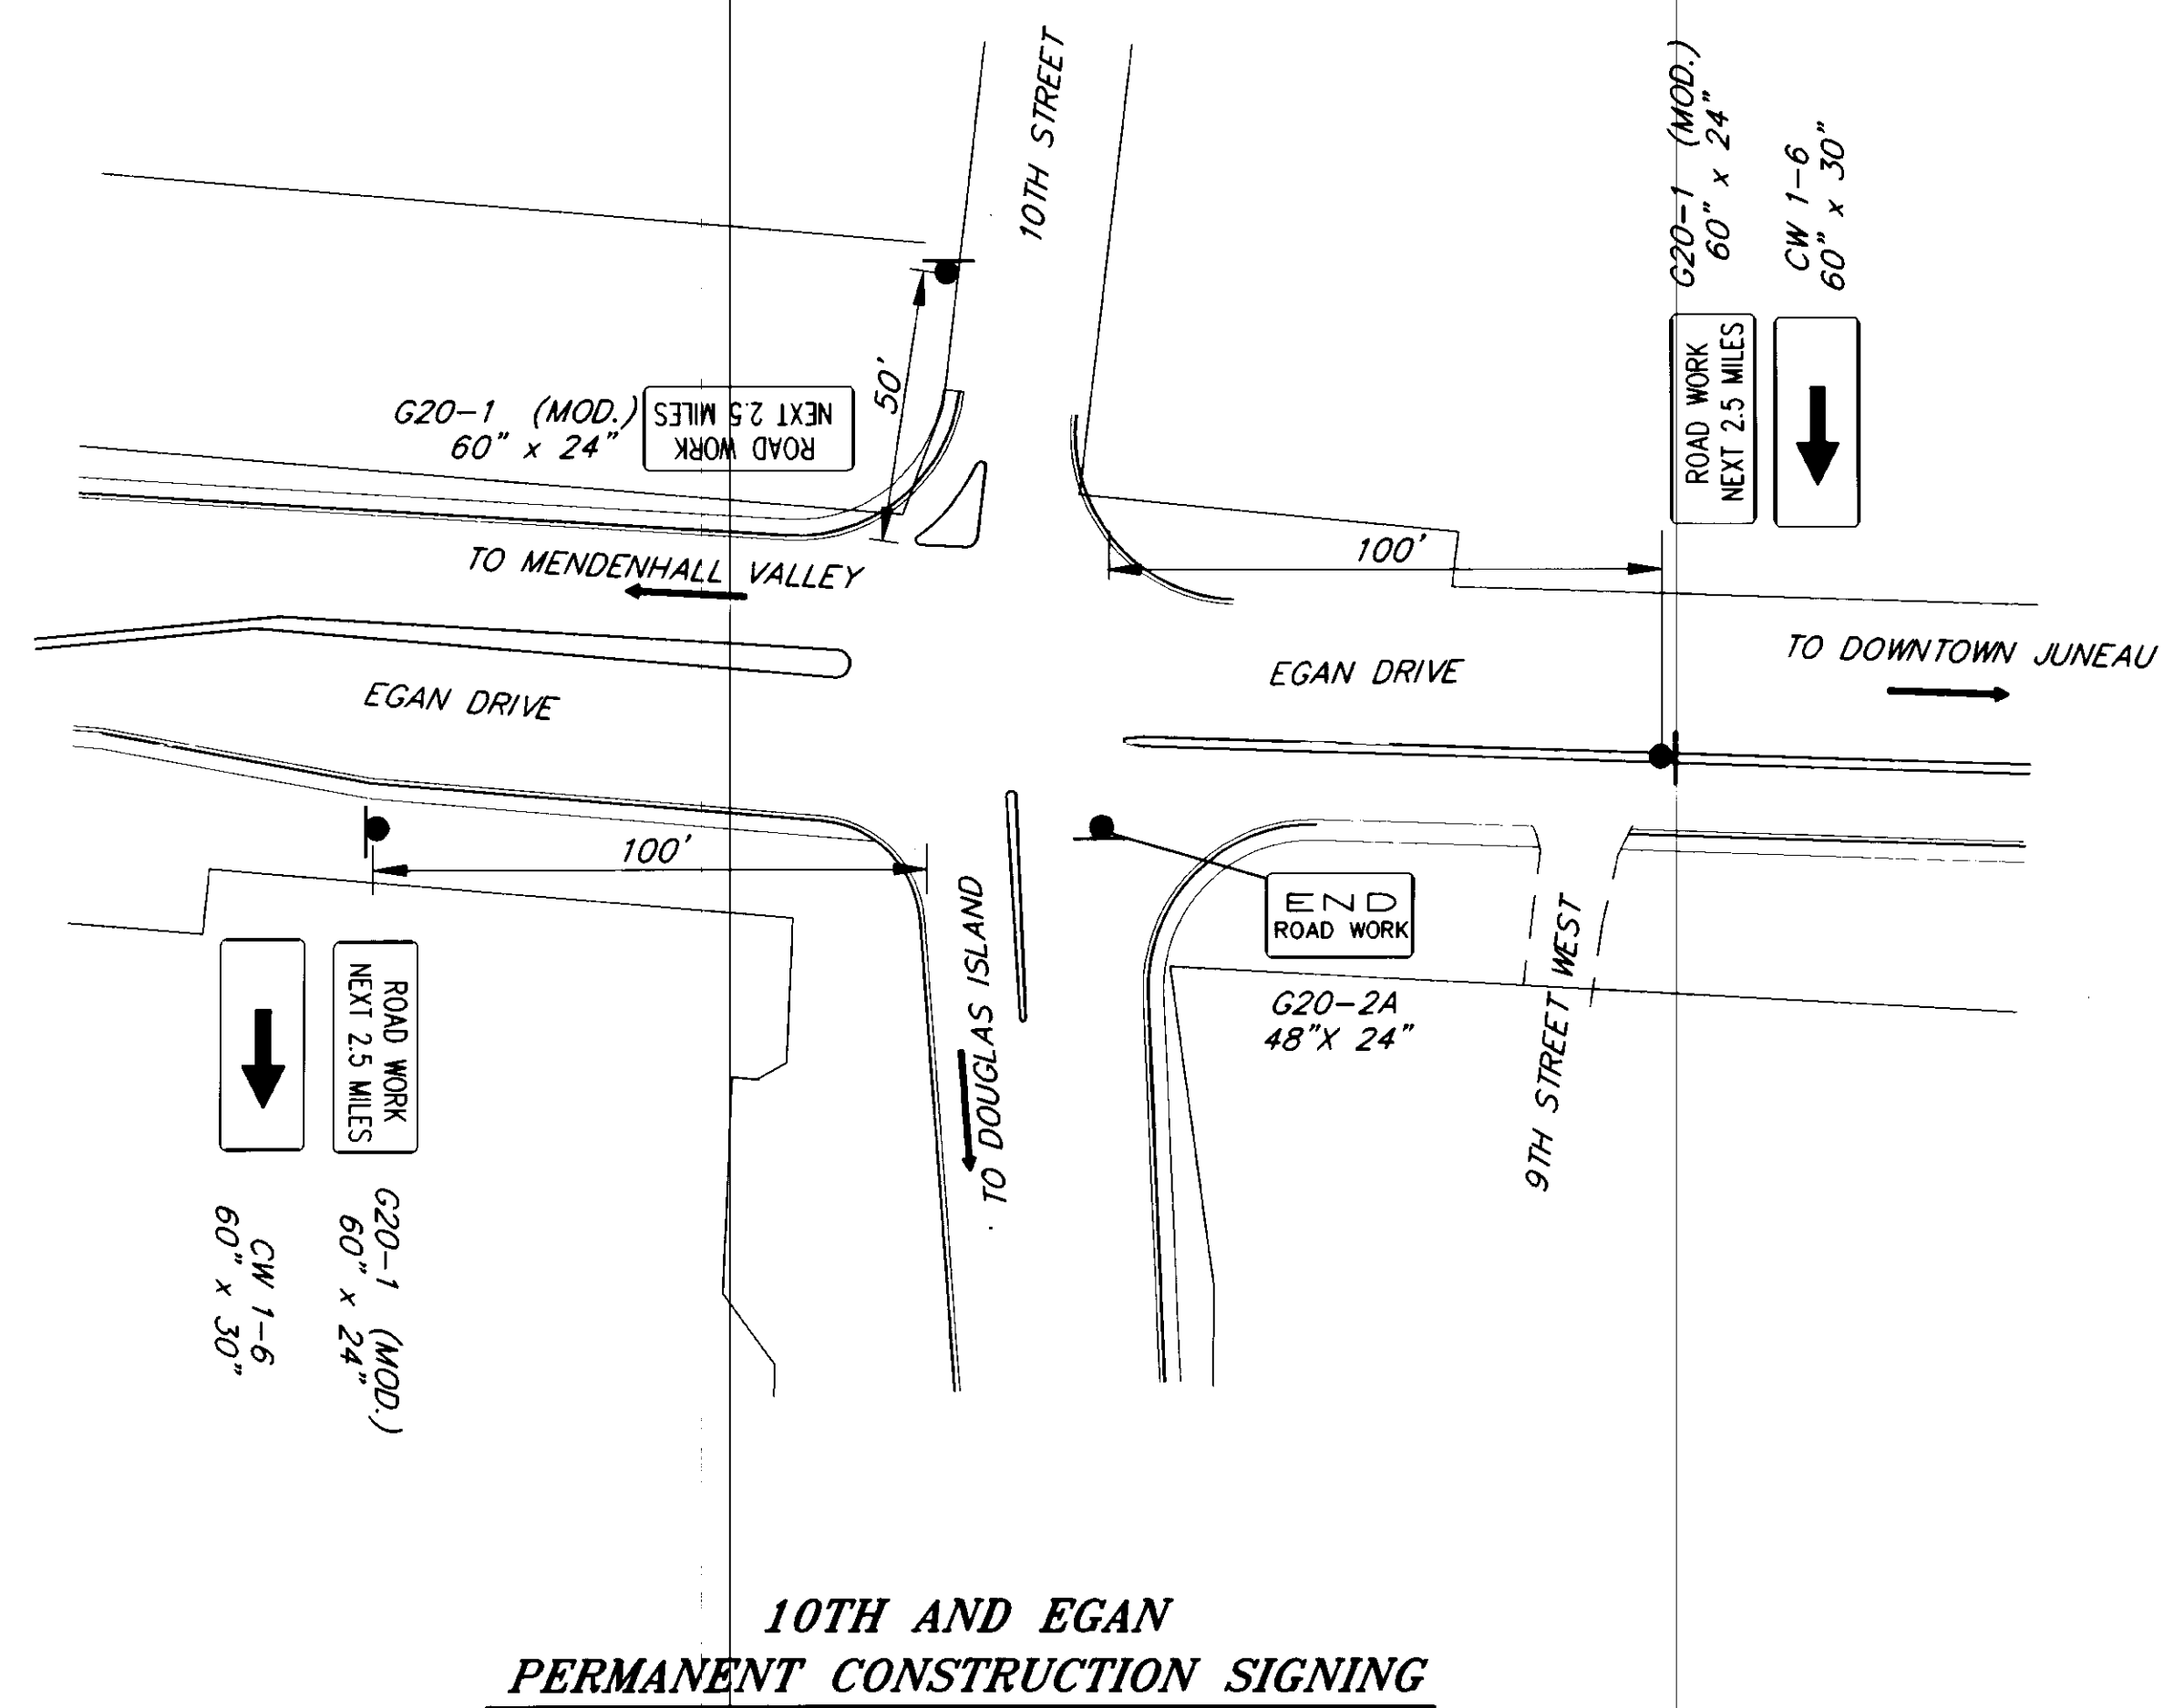 10TH STREET
G20-1 (MOD.)
60" x 24"
CW 1-6
60" x 30"
ROAD WORK
NEXT 2.5 MILES
G20-1 (MOD.)
60" x 24"
ROAD WORK
NEXT 2.5 MILES
50'
100'
TO MENDENHALL VALLEY
EGAN DRIVE
EGAN DRIVE
TO DOWNTOWN JUNEAU
100'
TO DOUGLAS ISLAND
END
ROAD WORK
G20-2A
48"X 24"
9TH STREET WEST
ROAD WORK
NEXT 2.5 MILES
G20-1 (MOD.)
60" x 24"
CW 1-6
60" x 30"
10TH AND EGAN
PERMANENT CONSTRUCTION SIGNING